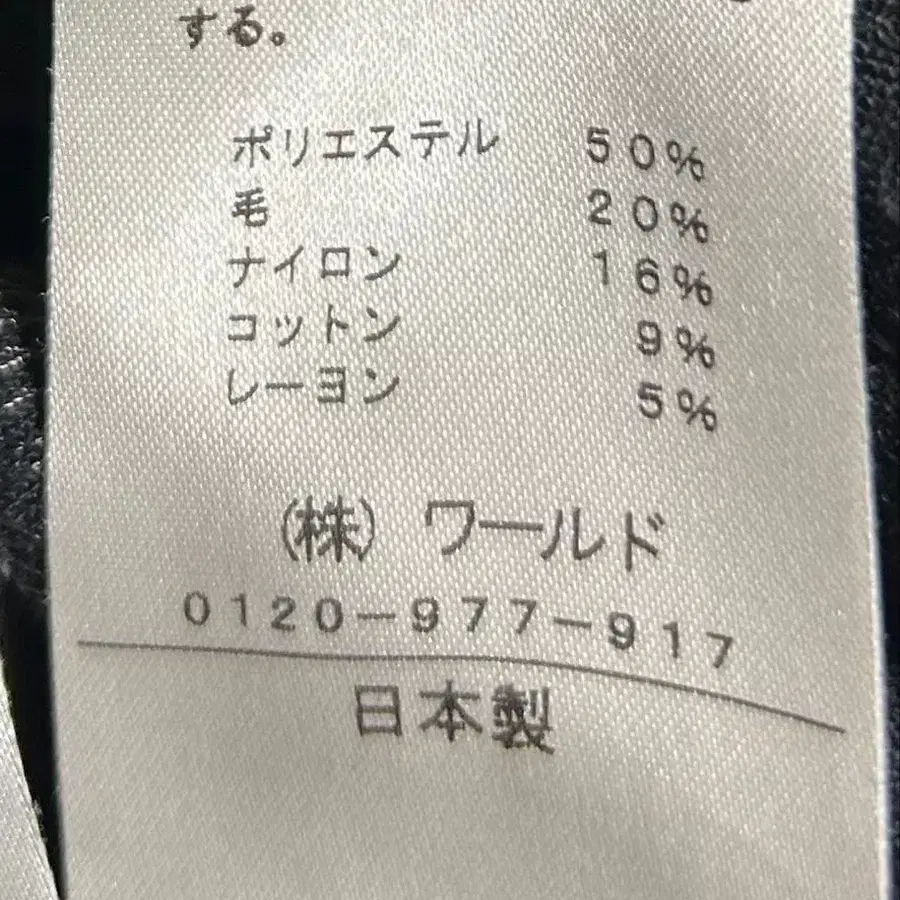 する。
ポリエステル 50%
毛 20%
ナイロン 16%
コットン 9%
レーヨン 5%
(株) ワールド
0120-977-917
日本製